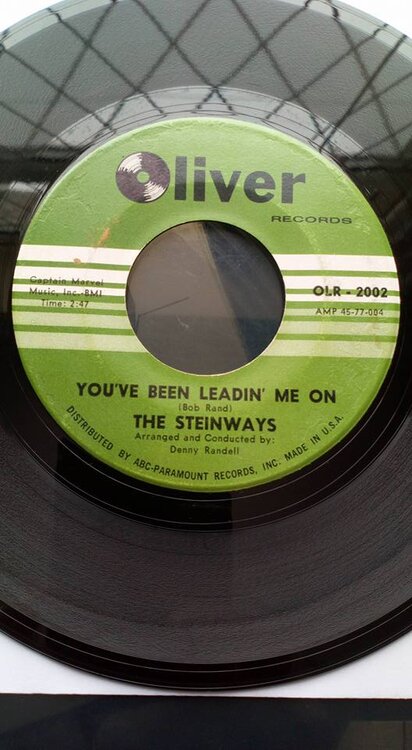 Oliver
RECORDS
Captain Marvel
Music, Inc.-BMI
Time: 2:47
OLR - 2002
AMP 45-77-004
YOU'VE BEEN LEADIN' ME ON
(Bob Rand)
THE STEINWAYS
Arranged and Conducted by:
Denny Randell
DISTRIBUTED BY ABC-PARAMOUNT RECORDS, INC. MADE IN U.S.A.